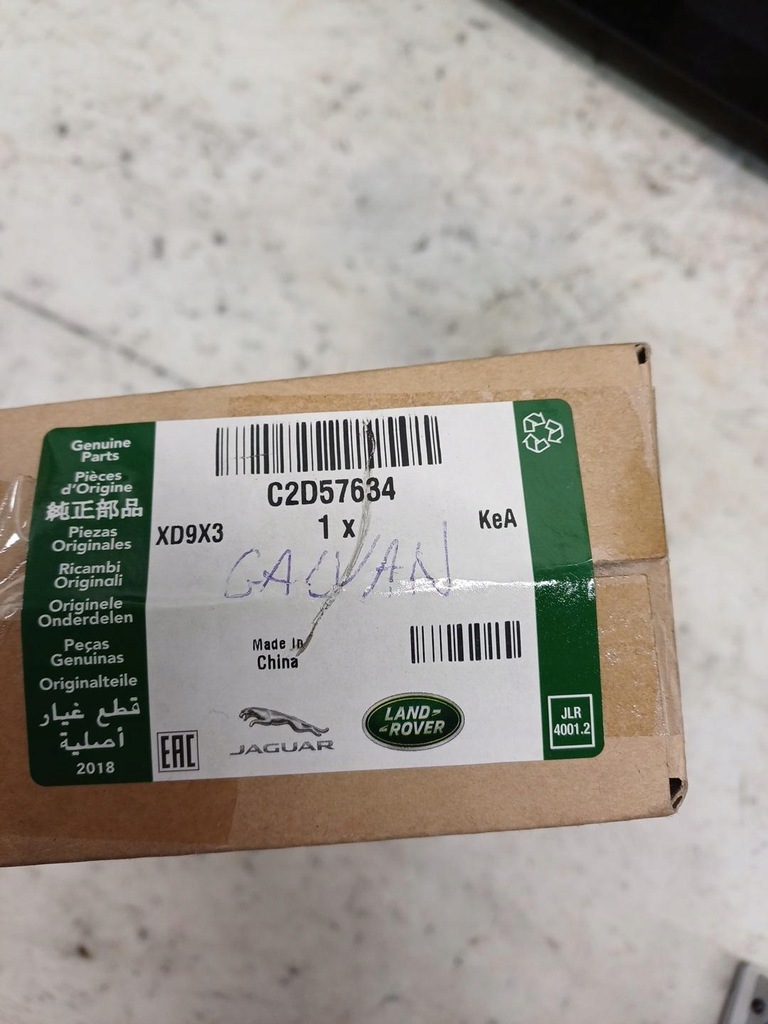 Genuine
Parts
Pièces
d'Origine
純正部品
Piezas
Originales
Ricambi
Originali
Originele
Onderdelen
Peças
Genuínas
Originalteile
قطع غيار
أصلية
2018
C2D57634
XD9X3
1 x
KeA
GALVAN
Made In
China
EAC
JAGUAR
LAND-
ROVER
JLR
4001.2